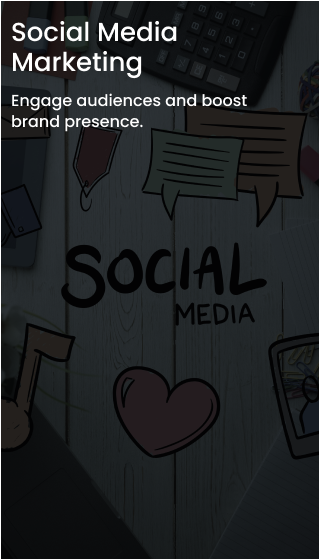 Social Media
Marketing
Engage audiences and boost
brand presence.
SOCIAL
MEDIA